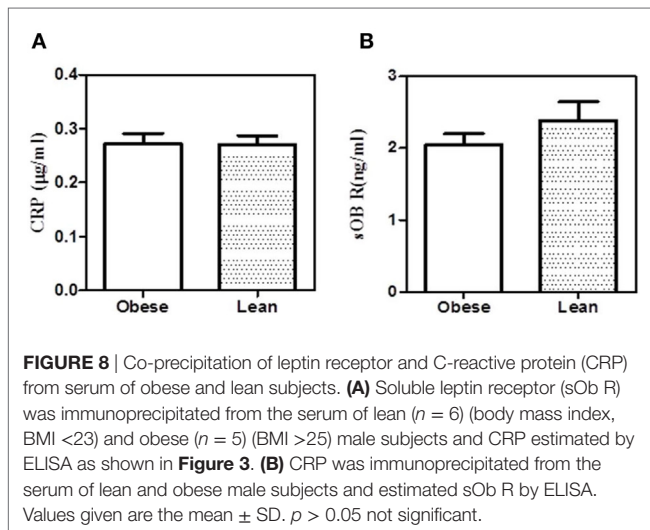 A
B
0.4
0.3
0.2
0.1
0.0
CRP (μg/ml)
Obese
Lean
3
2
1
0
sOB R(ng/ml)
Obese
Lean
FIGURE 8 | Co-precipitation of leptin receptor and C-reactive protein (CRP)
from serum of obese and lean subjects. (A) Soluble leptin receptor (sOb R)
was immunoprecipitated from the serum of lean (n = 6) (body mass index,
BMI <23) and obese (n = 5) (BMI >25) male subjects and CRP estimated by
ELISA as shown in Figure 3. (B) CRP was immunoprecipitated from the
serum of lean and obese male subjects and estimated sOb R by ELISA.
Values given are the mean ± SD. p > 0.05 not significant.